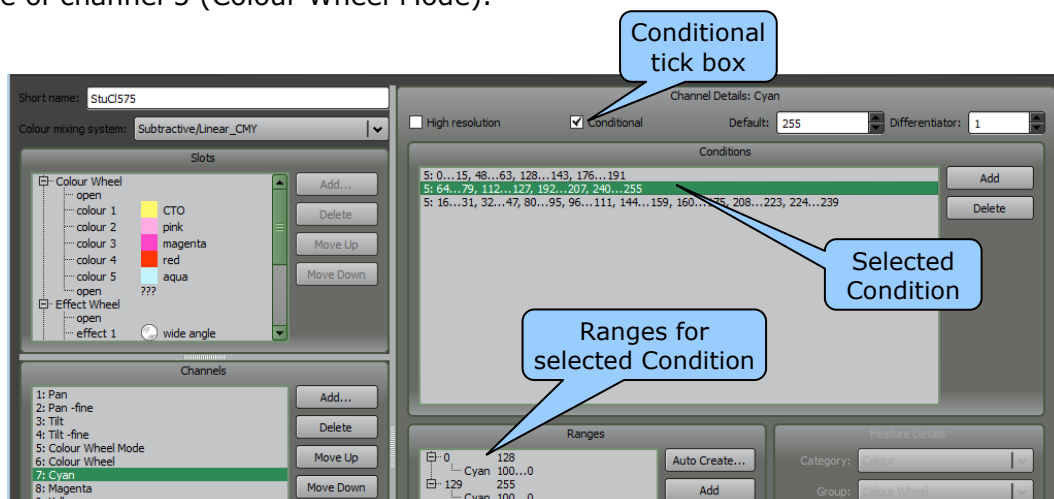 e of channel 5 (Colour Wheel Mode).
Conditional
tick box
Short name: StuCl575
Colour mixing system: Subtractive/Linear_CMY
Slots
Colour Wheel
open
colour 1 CTO
colour 2 pink
colour 3 magenta
colour 4 red
colour 5 aqua
open ???
Effect Wheel
open
effect 1 wide angle
Add...
Delete
Move Up
Move Down
Channel Details: Cyan
High resolution
Conditional
Default: 255
Differentiator: 1
Conditions
5: 0...15, 48...63, 128...143, 176...191
5: 64...79, 112...127, 192...207, 240...255
5: 16...31, 32...47, 80...95, 96...111, 144...159, 160...175, 208...223, 224...239
Add
Delete
Selected
Condition
Ranges for
selected Condition
Channels
1: Pan
2: Pan -fine
3: Tilt
4: Tilt -fine
5: Colour Wheel Mode
6: Colour Wheel
7: Cyan
8: Magenta
Add...
Delete
Move Up
Move Down
Ranges
0 128
Cyan 100...0
129 255
Cyan 100...0
Auto Create...
Add
Feature Details
Category: Colour
Group: Colour Wheel